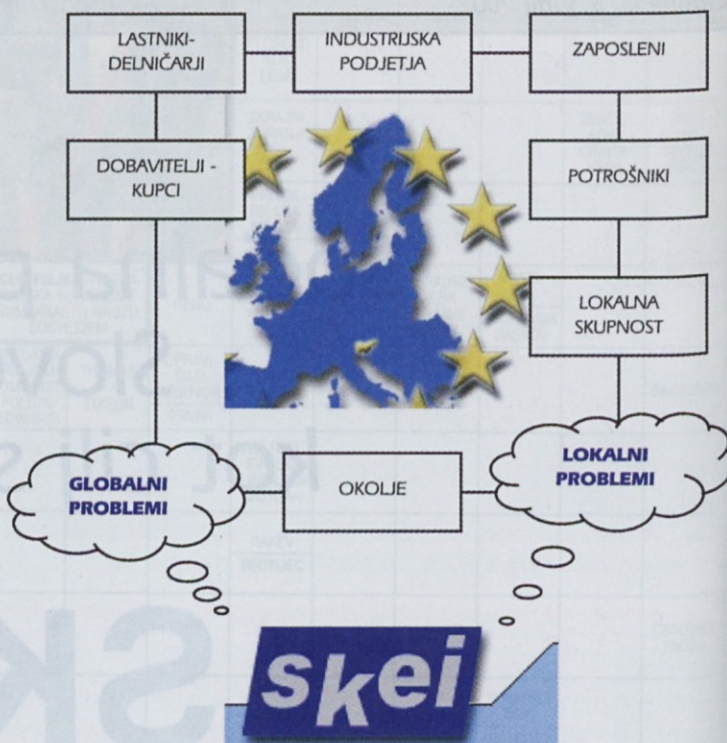 LASTNIKI-
DELNIČARJI
INDUSTRIJSKA
PODJETJA
ZAPOSLENI
DOBAVITELJI -
KUPCI
POTROŠNIKI
LOKALNA
SKUPNOST
GLOBALNI
PROBLEMI
OKOLJE
LOKALNI
PROBLEMI
skei